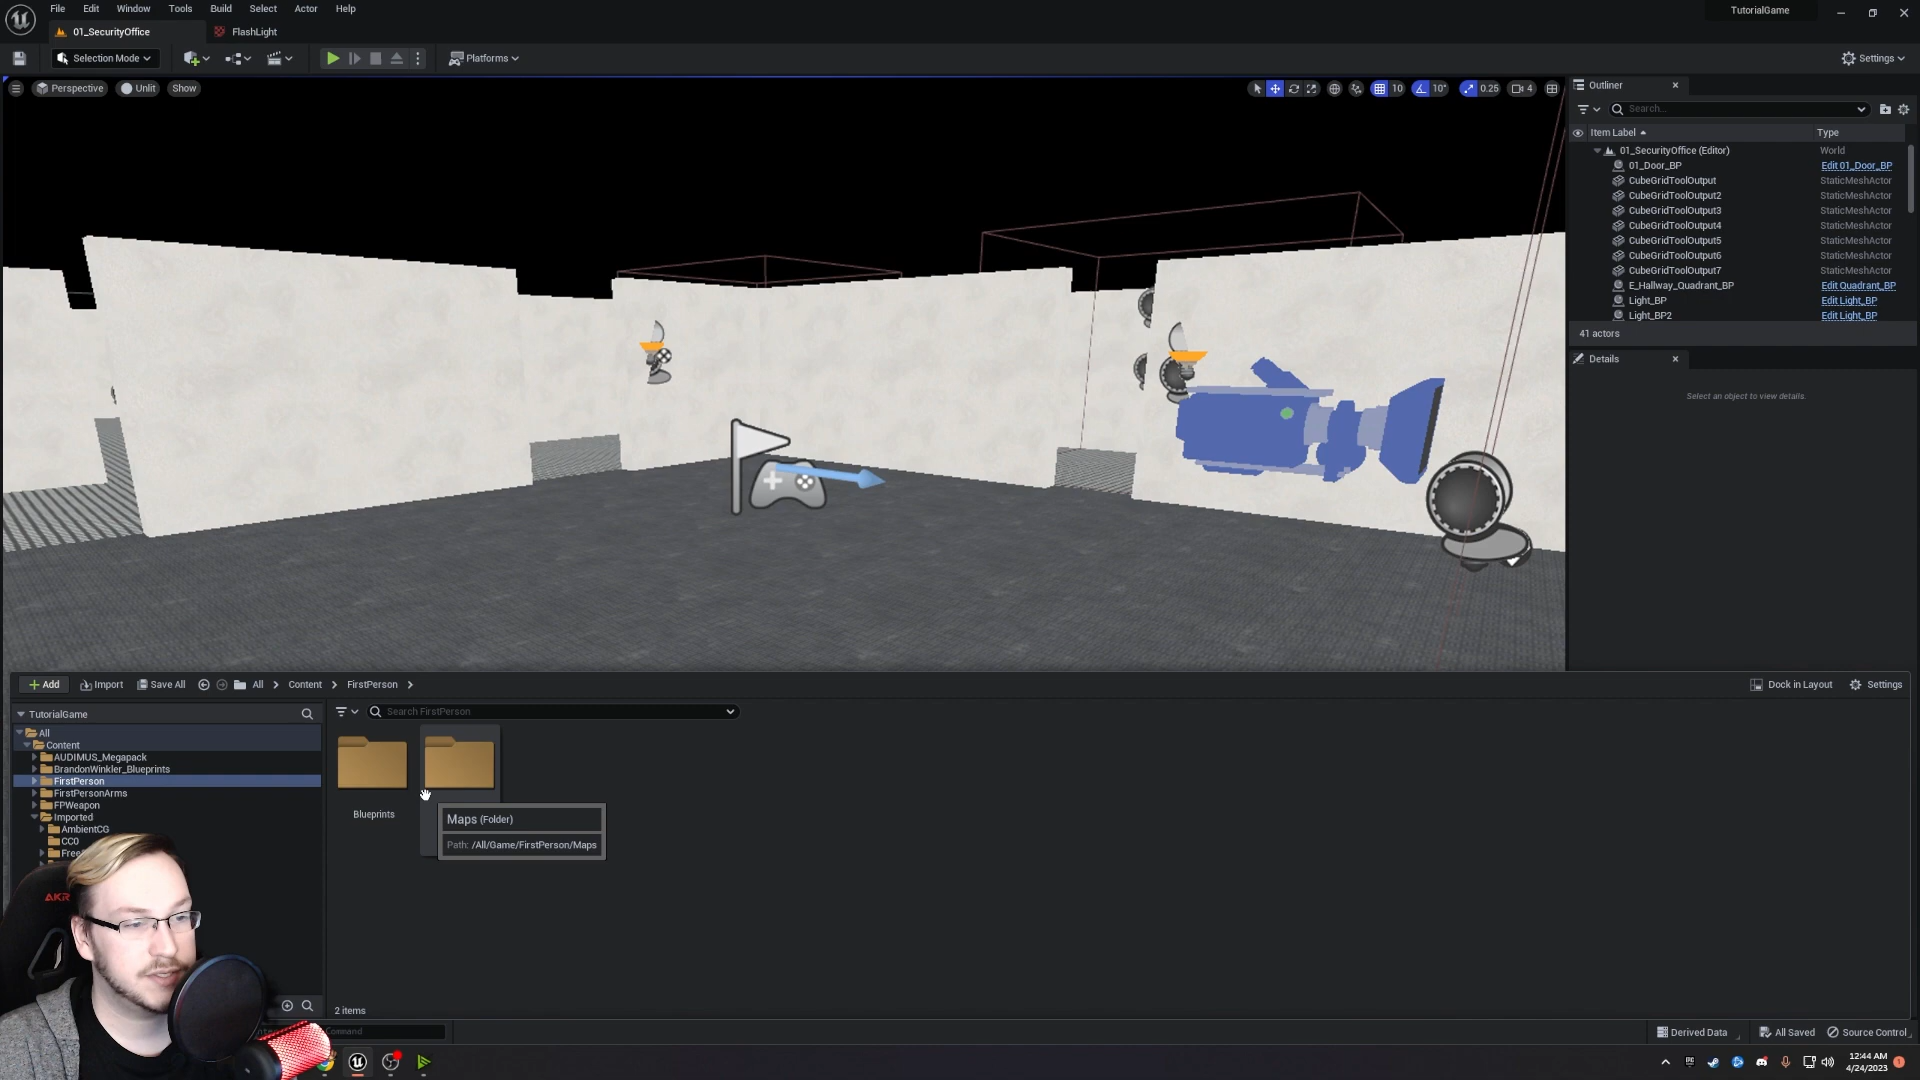 File Edit Window Tools Build Select Actor Help
TutorialGame
01_SecurityOffice
FlashLight
Selection Mode
Platforms
Settings
Perspective
Unlit
Show
10
10°
0.25
4
Outliner
Search...
Item Label
Type
01_SecurityOffice (Editor)
World
01_Door_BP
Edit 01_Door_BP
CubeGridToolOutput
StaticMeshActor
CubeGridToolOutput2
StaticMeshActor
CubeGridToolOutput3
StaticMeshActor
CubeGridToolOutput4
StaticMeshActor
CubeGridToolOutput5
StaticMeshActor
CubeGridToolOutput6
StaticMeshActor
CubeGridToolOutput7
StaticMeshActor
E_Hallway_Quadrant_BP
Edit Quadrant_BP
Light_BP
Edit Light_BP
Light_BP2
Edit Light_BP
41 actors
Details
Select an object to view details.
Add
Import
Save All
All
Content
FirstPerson
Dock in Layout
Settings
TutorialGame
Search FirstPerson
All
Content
AUDIMUS_Megapack
BrandonWinkler_Blueprints
FirstPerson
FirstPersonArms
FPWeapon
Imported
AmbientCG
CC0
Free
Blueprints
Maps (Folder)
Path: /All/Game/FirstPerson/Maps
AKR
2 items
Command
Derived Data
All Saved
Source Control
12:44 AM
4/24/2023
1